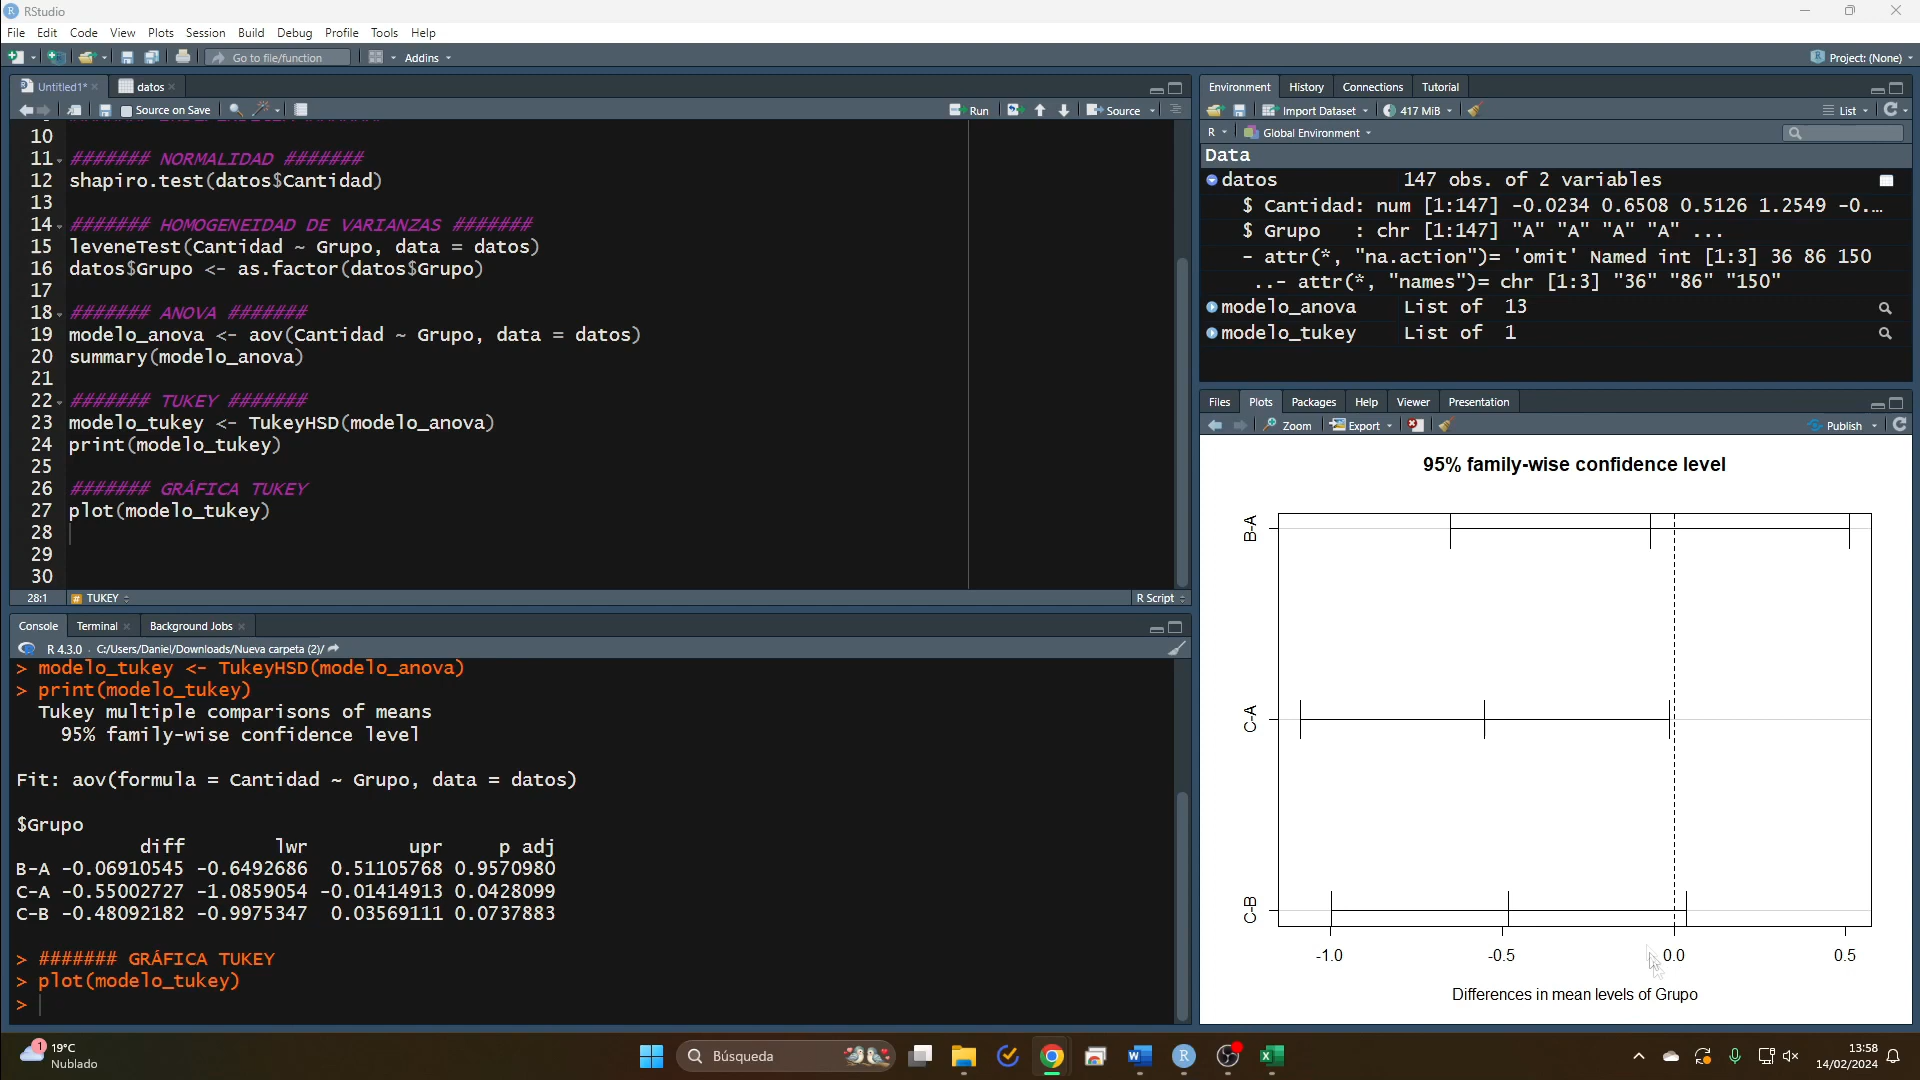 RStudio
File Edit Code View Plots Session Build Debug Profile Tools Help
Go to file/function Addins Project: (None)
Untitled1* datos
Source on Save Run Source
10
11 ####### NORMALIDAD #######
12 shapiro.test(datos$Cantidad)
13
14 ####### HOMOGENEIDAD DE VARIANZAS #######
15 leveneTest(Cantidad ~ Grupo, data = datos)
16 datos$Grupo <- as.factor(datos$Grupo)
17
18 ####### ANOVA #######
19 modelo_anova <- aov(Cantidad ~ Grupo, data = datos)
20 summary(modelo_anova)
21
22 ####### TUKEY #######
23 modelo_tukey <- TukeyHSD(modelo_anova)
24 print(modelo_tukey)
25
26 ####### GRÁFICA TUKEY
27 plot(modelo_tukey)
28
29
30
28:1 # TUKEY R Script
Console Terminal Background Jobs
R 4.3.0 · C:/Users/Daniel/Downloads/Nueva carpeta (2)/
> modelo_tukey <- TukeyHSD(modelo_anova)
> print(modelo_tukey)
Tukey multiple comparisons of means
95% family-wise confidence level
Fit: aov(formula = Cantidad ~ Grupo, data = datos)
$Grupo
diff lwr upr p adj
B-A -0.06910545 -0.6492686 0.51105768 0.9570980
C-A -0.55002727 -1.0859054 -0.01414913 0.0428099
C-B -0.48092182 -0.9975347 0.03569111 0.0737883
> ####### GRÁFICA TUKEY
> plot(modelo_tukey)
>
Environment History Connections Tutorial
Import Dataset 417 MiB List
R Global Environment
Data
datos 147 obs. of 2 variables
$ Cantidad: num [1:147] -0.0234 0.6508 0.5126 1.2549 -0.…
$ Grupo : chr [1:147] "A" "A" "A" "A" ...
- attr(*, "na.action")= 'omit' Named int [1:3] 36 86 150
..- attr(*, "names")= chr [1:3] "36" "86" "150"
modelo_anova List of 13
modelo_tukey List of 1
Files Plots Packages Help Viewer Presentation
Zoom Export Publish
95% family-wise confidence level
B-A
C-A
C-B
-1.0 -0.5 0.0 0.5
Differences in mean levels of Grupo
1 19°C
Nublado
Búsqueda
13:58
14/02/2024